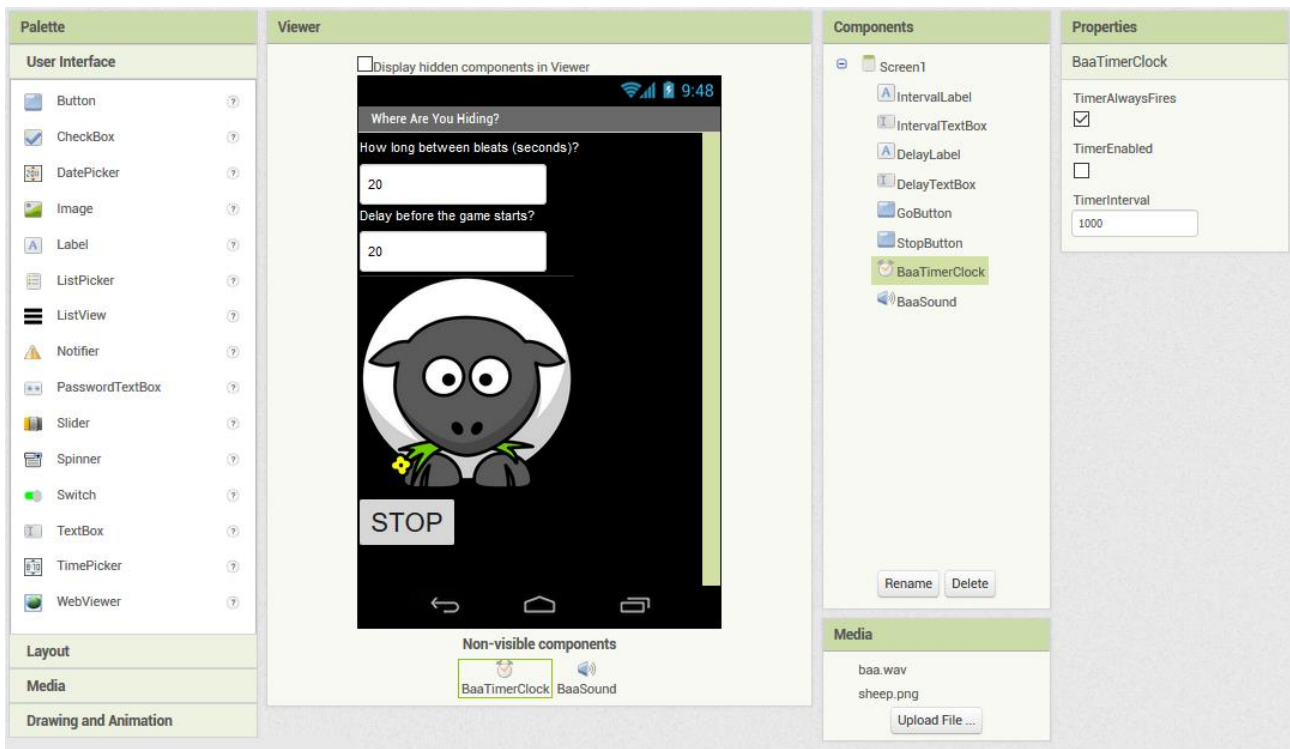 Palette
User Interface
Button
?
CheckBox
?
DatePicker
?
Image
?
Label
?
ListPicker
?
ListView
?
Notifier
?
PasswordTextBox
?
Slider
?
Spinner
?
Switch
?
TextBox
?
TimePicker
?
WebViewer
?
Layout
Media
Drawing and Animation
Viewer
Display hidden components in Viewer
9:48
Where Are You Hiding?
How long between bleats (seconds)?
20
Delay before the game starts?
20
STOP
Non-visible components
BaaTimerClock BaaSound
Components
Screen1
A IntervalLabel
IntervalTextBox
A DelayLabel
DelayTextBox
GoButton
StopButton
BaaTimerClock
BaaSound
Rename Delete
Media
baa.wav
sheep.png
Upload File ...
Properties
BaaTimerClock
TimerAlwaysFires
TimerEnabled
TimerInterval
1000